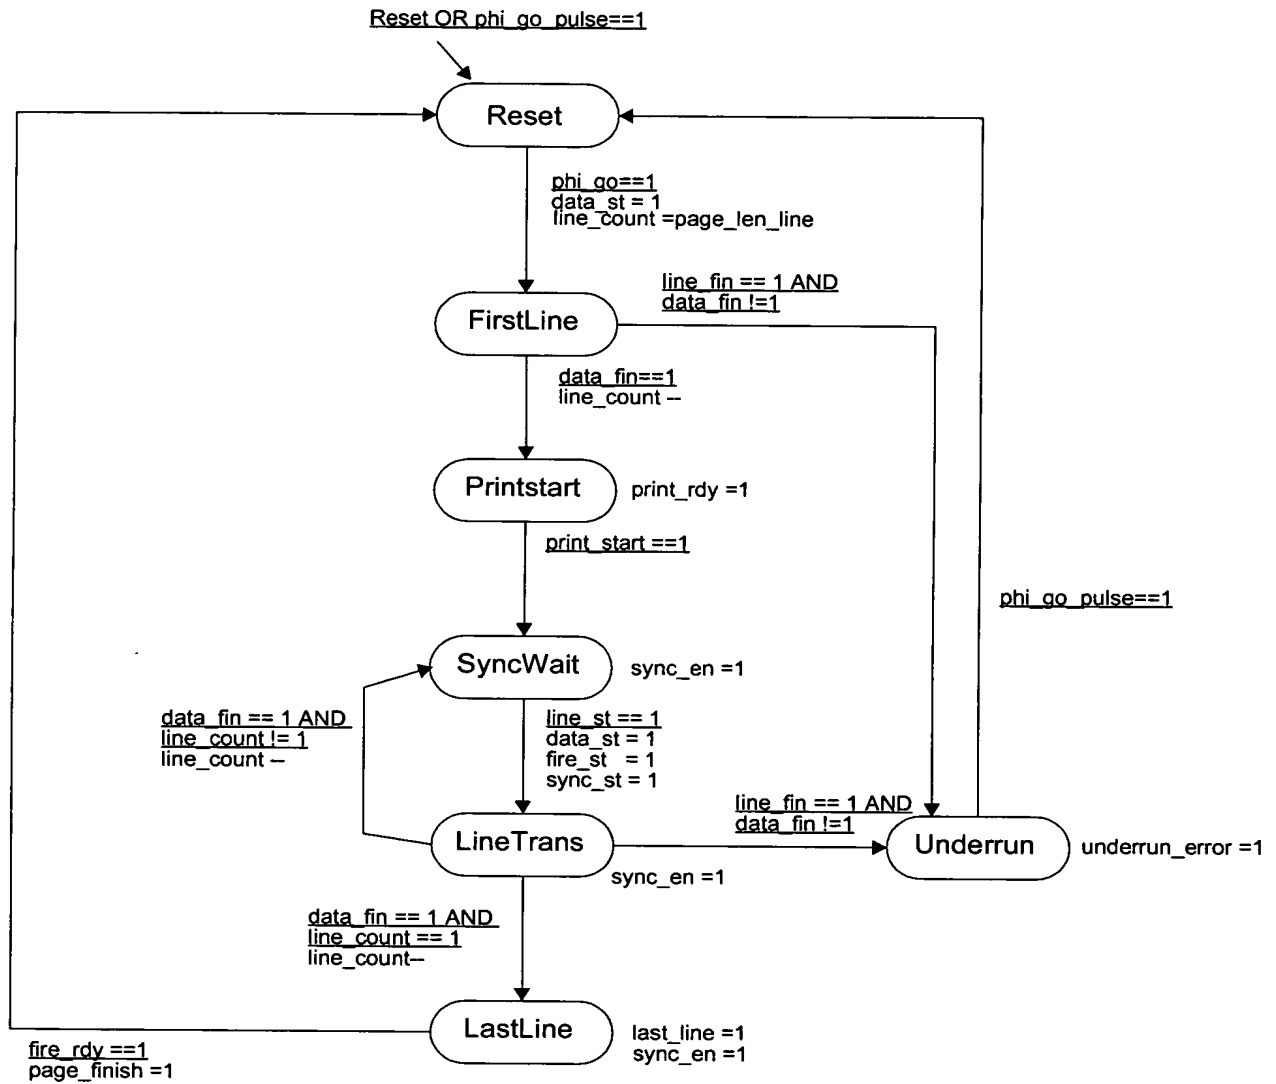 Reset OR phi_go_pulse==1
Reset
phi_go==1
data_st = 1
line_count =page_len_line
line_fin == 1 AND
data_fin !=1
FirstLine
data_fin==1
line_count --
Printstart
print_rdy =1
print_start ==1
phi_go_pulse==1
SyncWait
sync_en =1
data_fin == 1 AND
line_count != 1
line_count --
line_st == 1
data_st = 1
fire_st = 1
sync_st = 1
line_fin == 1 AND
data_fin !=1
LineTrans
sync_en =1
Underrun
underrun_error =1
data_fin == 1 AND
line_count == 1
line_count--
LastLine
last_line =1
sync_en =1
fire_rdy ==1
page_finish =1